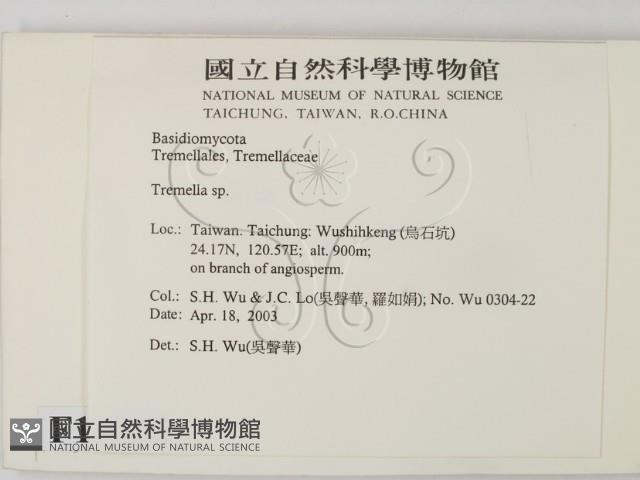 國立自然科學博物館
NATIONAL MUSEUM OF NATURAL SCIENCE
TAICHUNG, TAIWAN, R.O.CHINA
Basidiomycota
Tremellales, Tremellaceae
Tremella sp.
Loc.: Taiwan. Taichung: Wushihkeng (烏石坑)
24.17N, 120.57E; alt. 900m;
on branch of angiosperm.
Col.: S.H. Wu & J.C. Lo(吳聲華, 羅如娟); No. Wu 0304-22
Date: Apr. 18, 2003
Det.: S.H. Wu(吳聲華)
F1
國立自然科學博物館
NATIONAL MUSEUM OF NATURAL SCIENCE